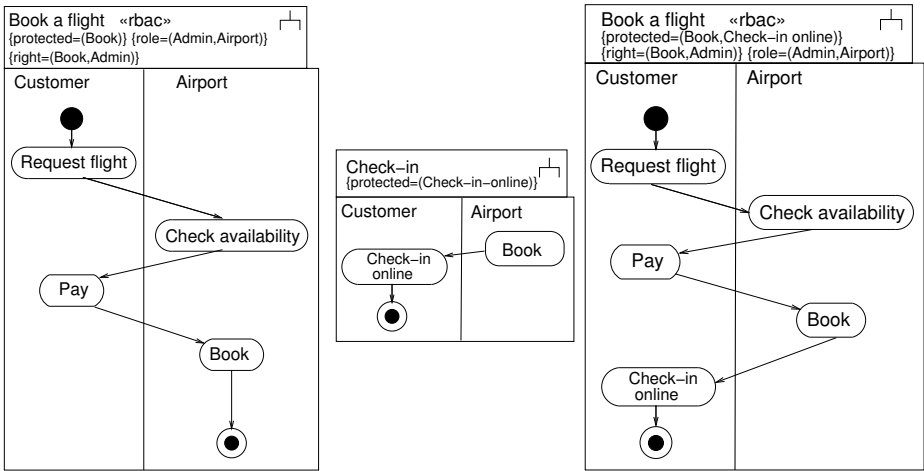 Book a flight «rbac»
{protected=(Book)} {role=(Admin,Airport)}
{right=(Book,Admin)}
Customer
Airport
Request flight
Check availability
Pay
Book
Check–in
{protected=(Check–in–online)}
Customer
Airport
Book
Check–in
online
Book a flight «rbac»
{protected=(Book,Check–in online)}
{right=(Book,Admin)} {role=(Admin,Airport)}
Customer
Airport
Request flight
Check availability
Pay
Book
Check–in
online